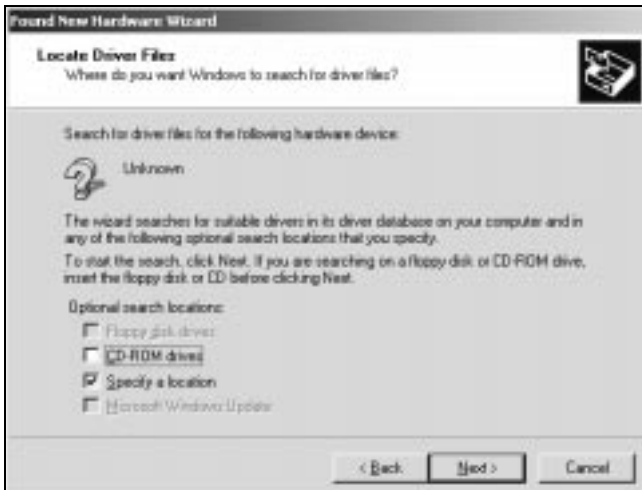 Found New Hardware Wizard
Locate Driver Files
Where do you want Windows to search for driver files?
Search for driver files for the following hardware device:
Unknown
The wizard searches for suitable drivers in its driver database on your computer and in
any of the following optional search locations that you specify.
To start the search, click Next. If you are searching on a floppy disk or CD-ROM drive,
insert the floppy disk or CD before clicking Next.
Optional search locations:
Floppy disk drives
CD-ROM drives
Specify a location
Microsoft Windows Update
< Back
Next >
Cancel